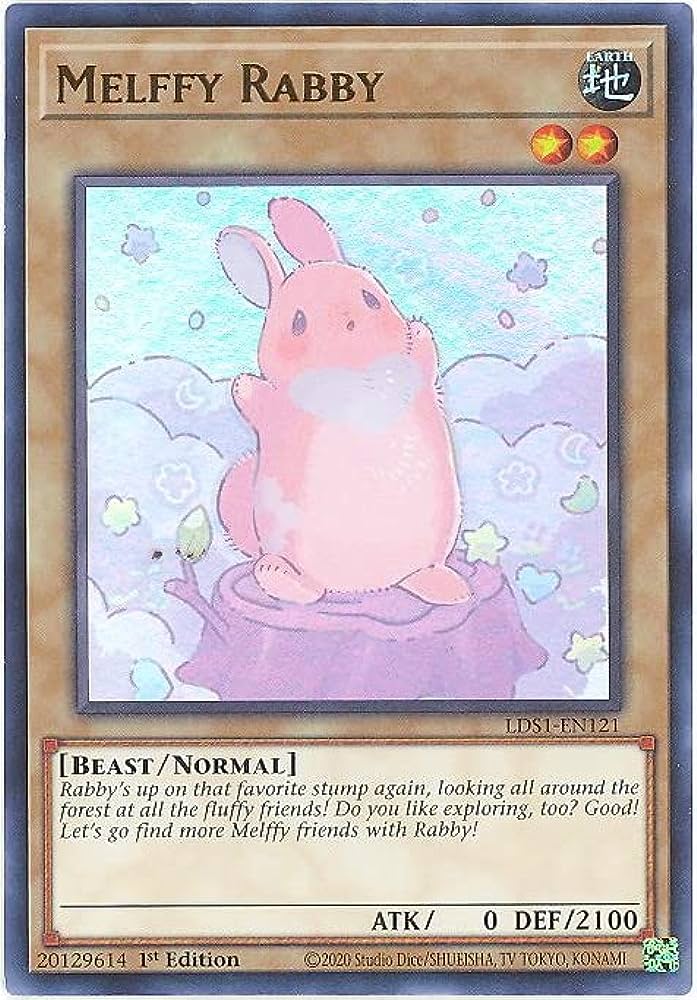 MELFFY RABBY
EARTH
地
LDS1-EN121
[BEAST/NORMAL]
Rabby's up on that favorite stump again, looking all around the
forest at all the fluffy friends! Do you like exploring, too? Good!
Let's go find more Melffy friends with Rabby!
ATK/ 0 DEF/2100
20129614 1st Edition ©2020 Studio Dice/SHUEISHA, TV TOKYO, KONAMI